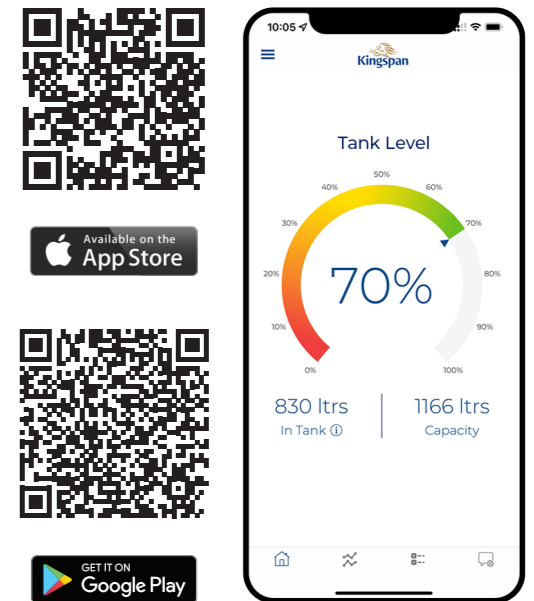 Available on the
App Store
GET IT ON
Google Play
10:05
Kingspan
Tank Level
50%
40%
60%
30%
70%
20%
70%
80%
10%
90%
0%
100%
830 ltrs
1166 ltrs
In Tank
Capacity